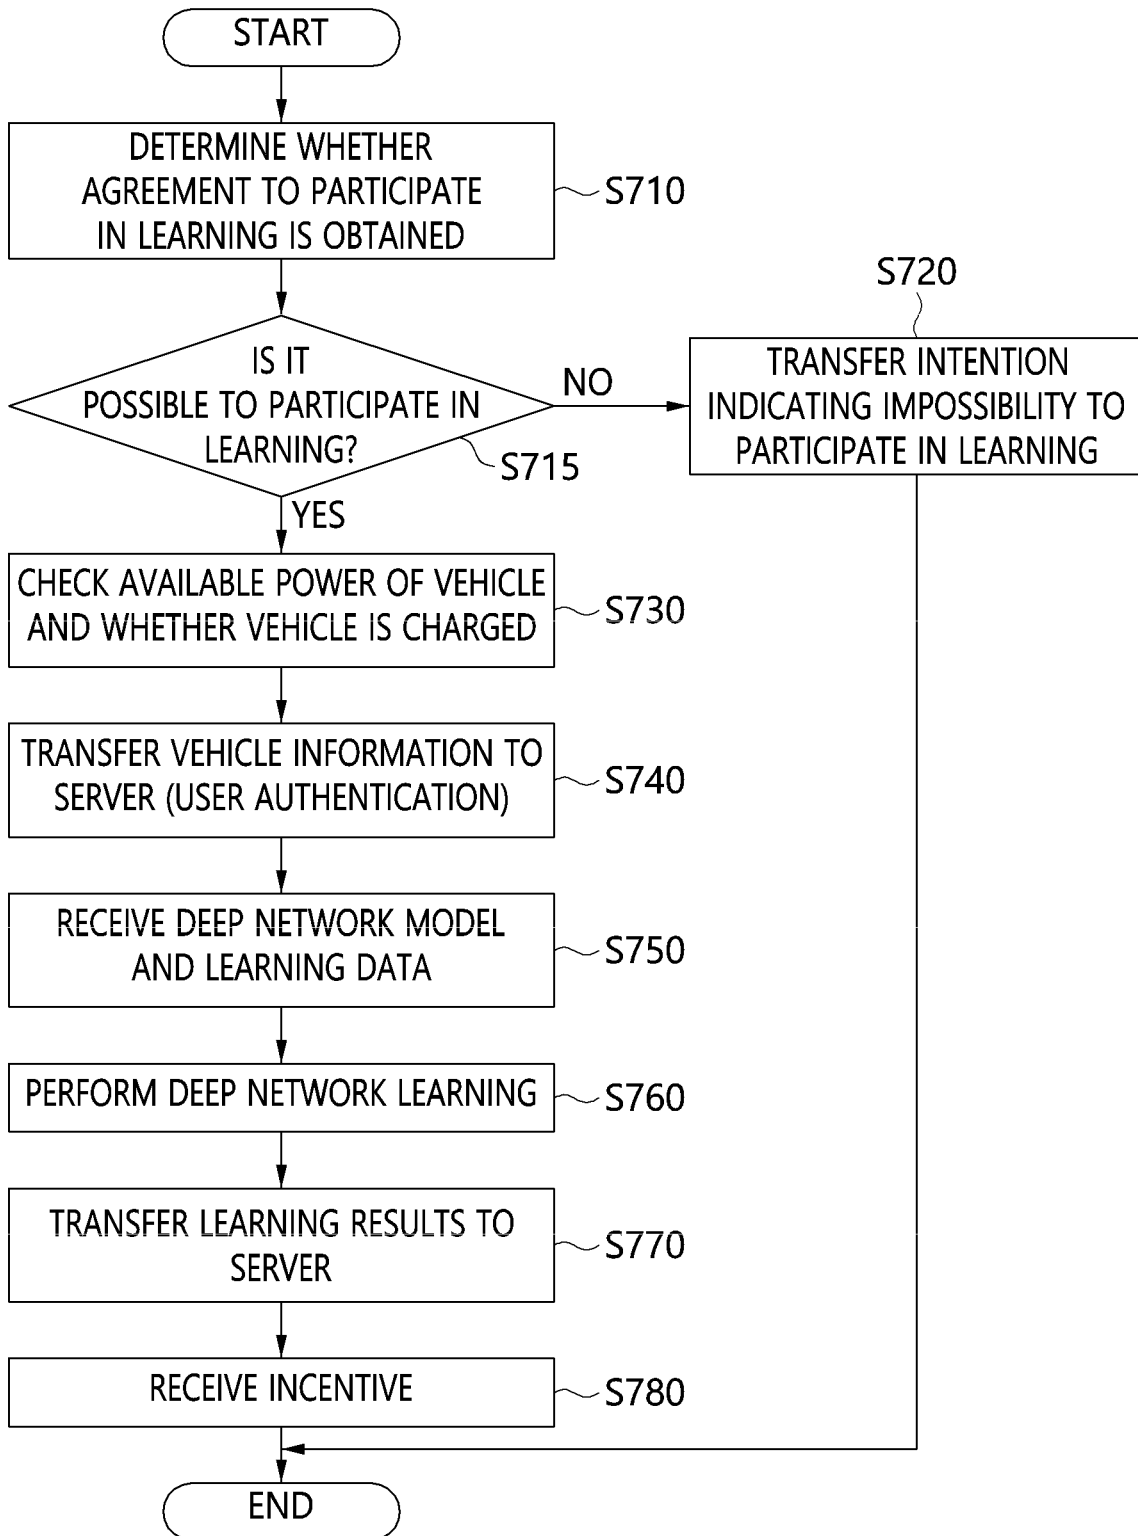 START
DETERMINE WHETHER
AGREEMENT TO PARTICIPATE
IN LEARNING IS OBTAINED
S710
IS IT
POSSIBLE TO PARTICIPATE IN
LEARNING?
S715
NO
S720
TRANSFER INTENTION
INDICATING IMPOSSIBILITY TO
PARTICIPATE IN LEARNING
YES
CHECK AVAILABLE POWER OF VEHICLE
AND WHETHER VEHICLE IS CHARGED
S730
TRANSFER VEHICLE INFORMATION TO
SERVER (USER AUTHENTICATION)
S740
RECEIVE DEEP NETWORK MODEL
AND LEARNING DATA
S750
PERFORM DEEP NETWORK LEARNING
S760
TRANSFER LEARNING RESULTS TO
SERVER
S770
RECEIVE INCENTIVE
S780
END